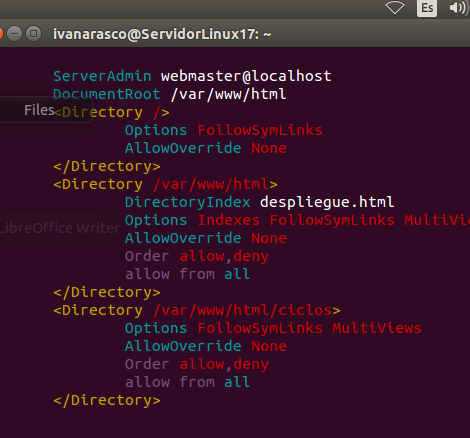 Es
ivanarasco@ServidorLinux17: ~
ServerAdmin webmaster@localhost
DocumentRoot /var/www/html
Files
<Directory />
Options FollowSymLinks
AllowOverride None
</Directory>
<Directory /var/www/html>
DirectoryIndex despliegue.html
LibreOffice Writer
Options Indexes FollowSymLinks MultiVi
AllowOverride None
Order allow,deny
allow from all
</Directory>
<Directory /var/www/html/ciclos>
Options FollowSymLinks MultiViews
AllowOverride None
Order allow,deny
allow from all
</Directory>